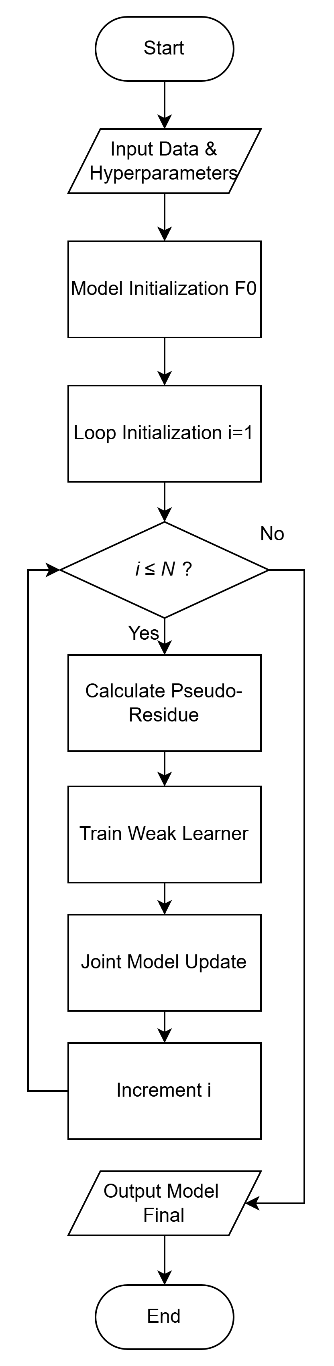 Start
Input Data &
Hyperparameters
Model Initialization F0
Loop Initialization i=1
No
i ≤ N ?
Yes
Calculate Pseudo-
Residue
Train Weak Learner
Joint Model Update
Increment i
Output Model
Final
End